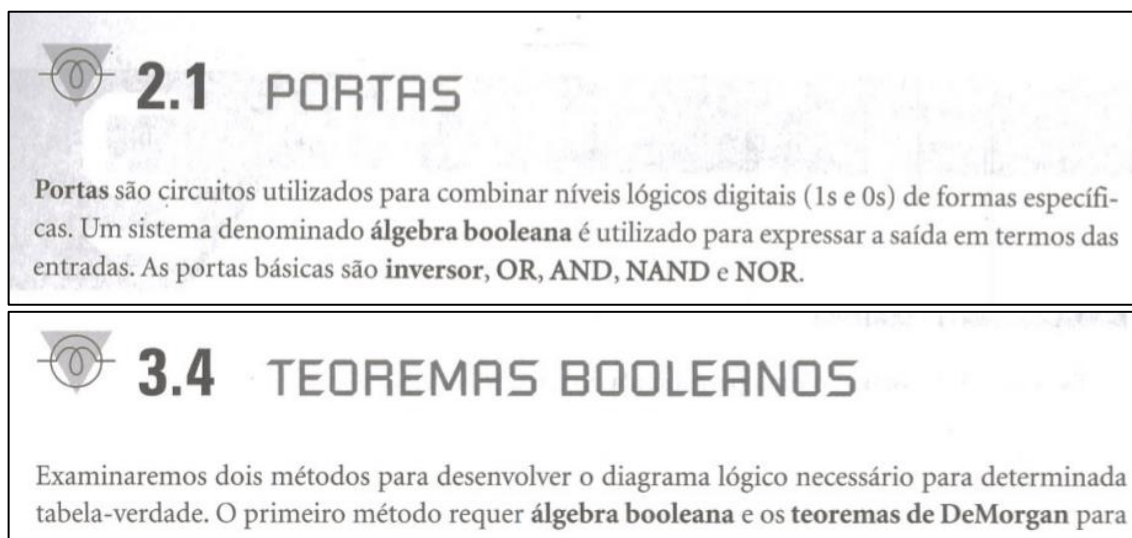 2.1 PORTAS
Portas são circuitos utilizados para combinar níveis lógicos digitais (1s e 0s) de formas específi-
cas. Um sistema denominado álgebra booleana é utilizado para expressar a saída em termos das
entradas. As portas básicas são inversor, OR, AND, NAND e NOR.
3.4 TEOREMAS BOOLEANOS
Examinaremos dois métodos para desenvolver o diagrama lógico necessário para determinada
tabela-verdade. O primeiro método requer álgebra booleana e os teoremas de DeMorgan para